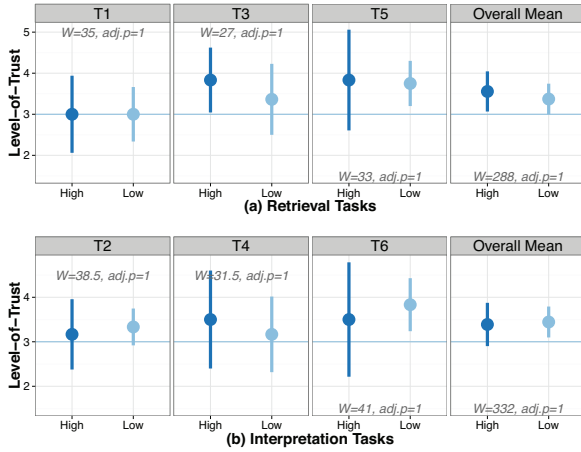 T1 T3 T5 Overall Mean
W=35, adj.p=1 W=27, adj.p=1
5
4
3
2
Level-of-Trust
W=33, adj.p=1 W=288, adj.p=1
High Low High Low High Low High Low
(a) Retrieval Tasks
T2 T4 T6 Overall Mean
W=38.5, adj.p=1 W=31.5, adj.p=1
4
3
2
Level-of-Trust
W=41, adj.p=1 W=332, adj.p=1
High Low High Low High Low High Low
(b) Interpretation Tasks